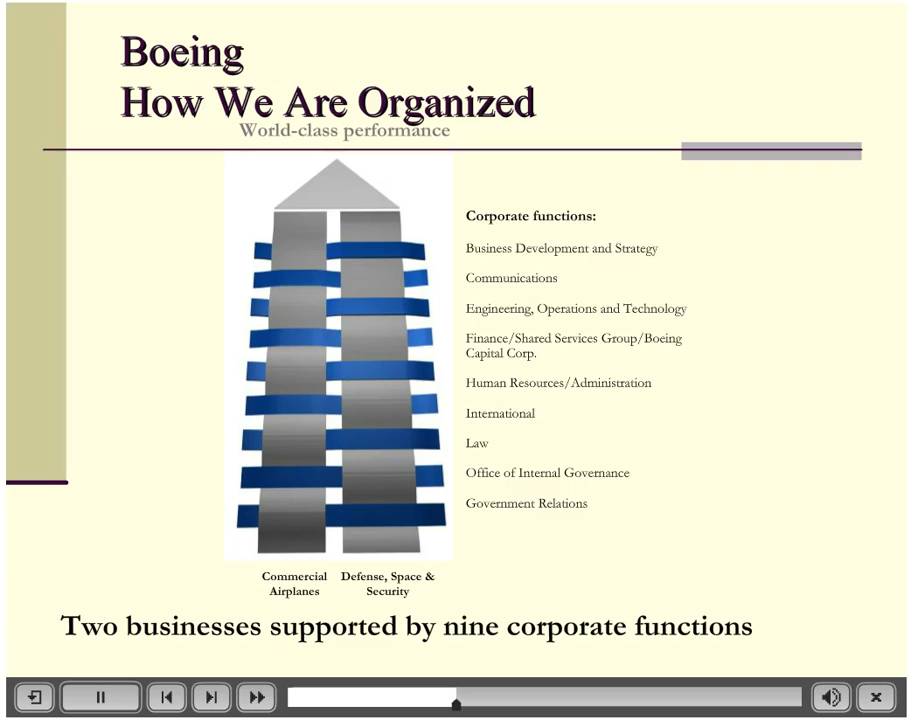 Boeing
How We Are Organized
World-class performance
Corporate functions:
Business Development and Strategy
Communications
Engineering, Operations and Technology
Finance/Shared Services Group/Boeing
Capital Corp.
Human Resources/Administration
International
Law
Office of Internal Governance
Government Relations
Commercial
Airplanes
Defense, Space &
Security
Two businesses supported by nine corporate functions